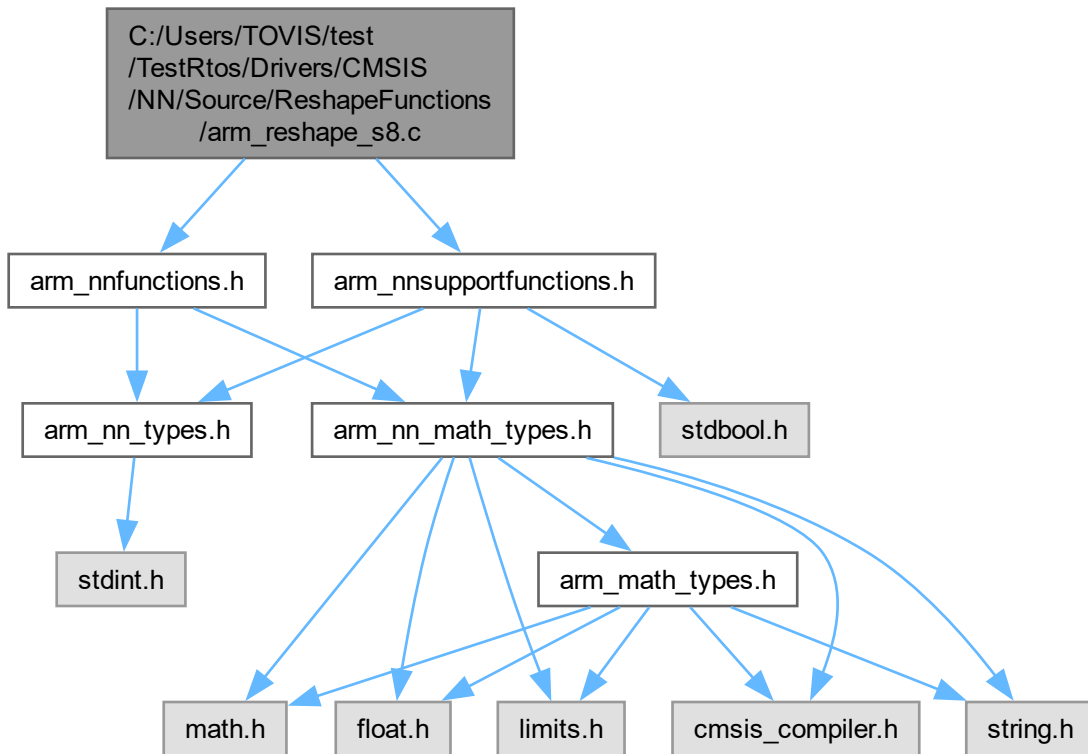 C:/Users/TOVIS/test
/TestRtos/Drivers/CMSIS
/NN/Source/ReshapeFunctions
/arm_reshape_s8.c
arm_nnfunctions.h
arm_nnsupportfunctions.h
arm_nn_types.h
arm_nn_math_types.h
stdbool.h
stdint.h
arm_math_types.h
math.h
float.h
limits.h
cmsis_compiler.h
string.h